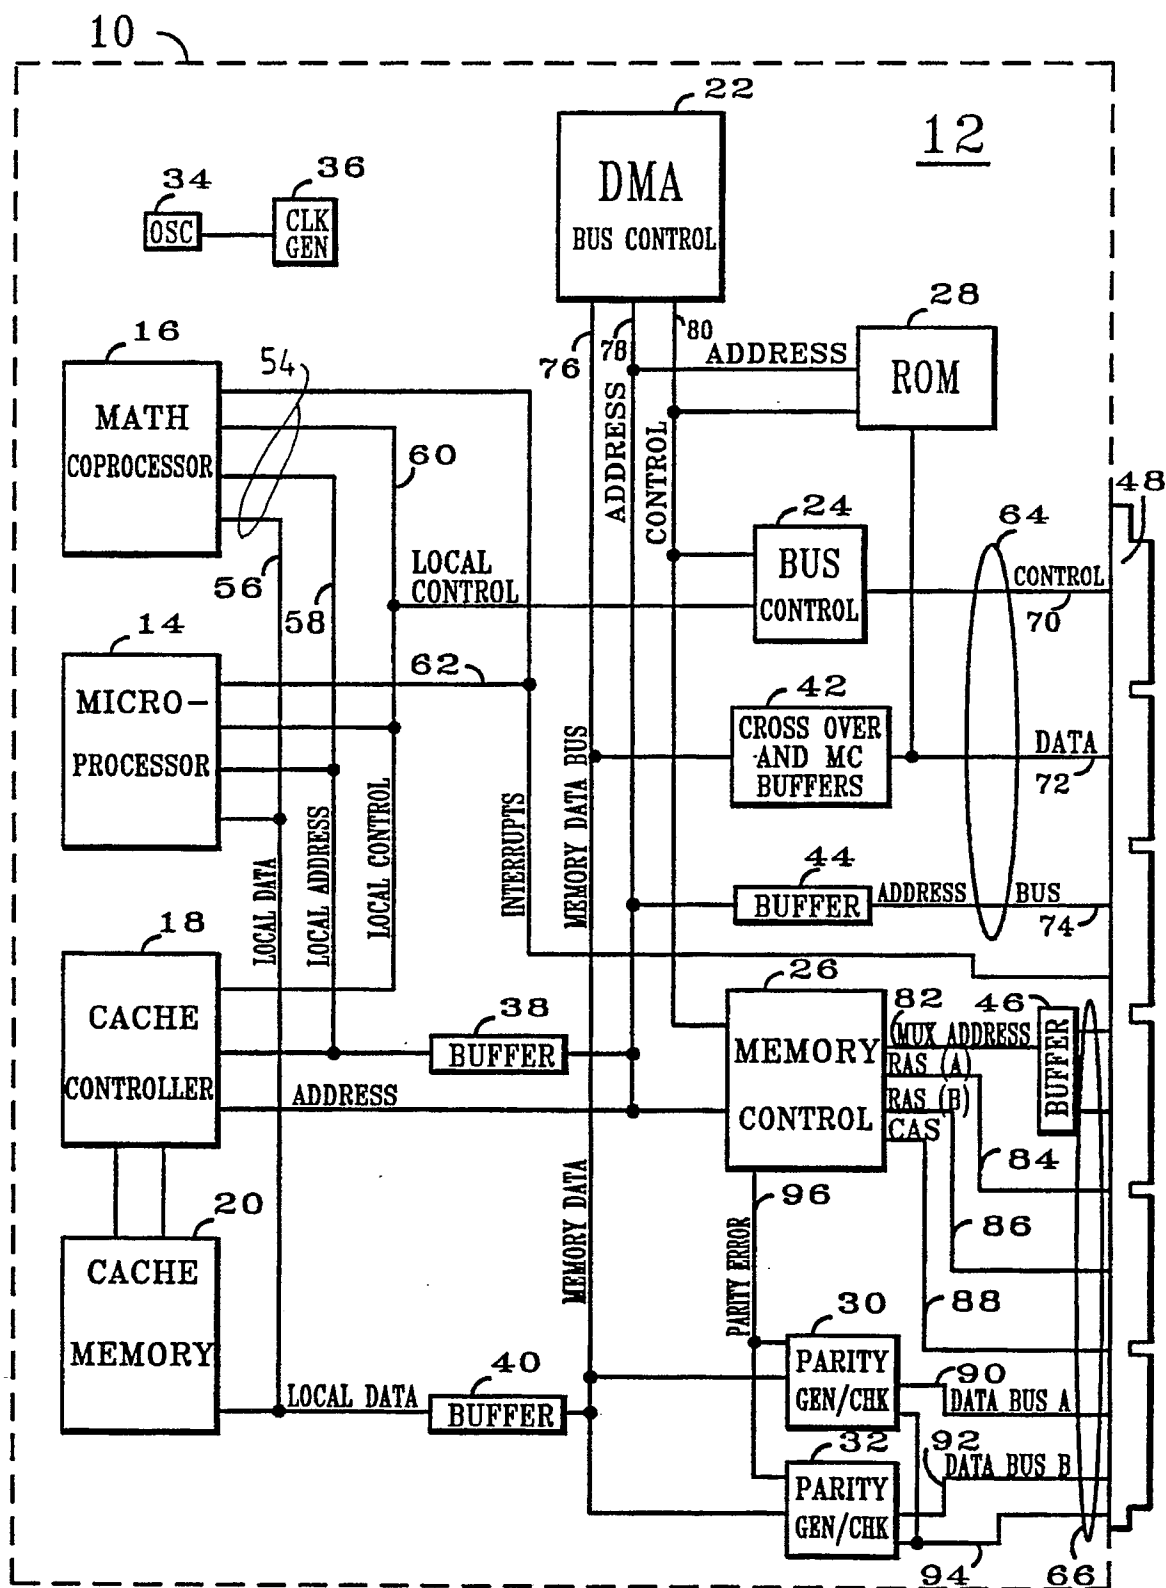 10
22
12
DMA
BUS CONTROL
34
OSC
36
CLK
GEN
76
78
80
ADDRESS
28
ROM
16
MATH
COPROCESSOR
54
60
ADDRESS
CONTROL
48
24
BUS
CONTROL
64
CONTROL
70
56
58
LOCAL
CONTROL
14
MICRO-
PROCESSOR
62
42
CROSS OVER
AND MC
BUFFERS
DATA
72
LOCAL DATA
LOCAL ADDRESS
LOCAL CONTROL
INTERRUPTS
MEMORY DATA BUS
44
BUFFER
ADDRESS BUS
74
18
CACHE
CONTROLLER
38
BUFFER
ADDRESS
26
MEMORY
CONTROL
82
MUX ADDRESS
RAS (A)
RAS (B)
CAS
46
BUFFER
84
86
88
96
PARITY ERROR
MEMORY DATA
20
CACHE
MEMORY
LOCAL DATA
40
BUFFER
30
PARITY
GEN/CHK
90
DATA BUS A
32
PARITY
GEN/CHK
92
DATA BUS B
94
66